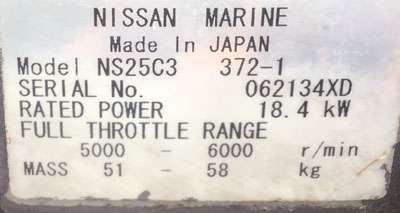 NISSAN MARINE
Made In JAPAN
Model NS25C3 372-1
SERIAL No. 062134XD
RATED POWER 18.4 kW
FULL THROTTLE RANGE
5000 - 6000 r/min
MASS 51 - 58 kg